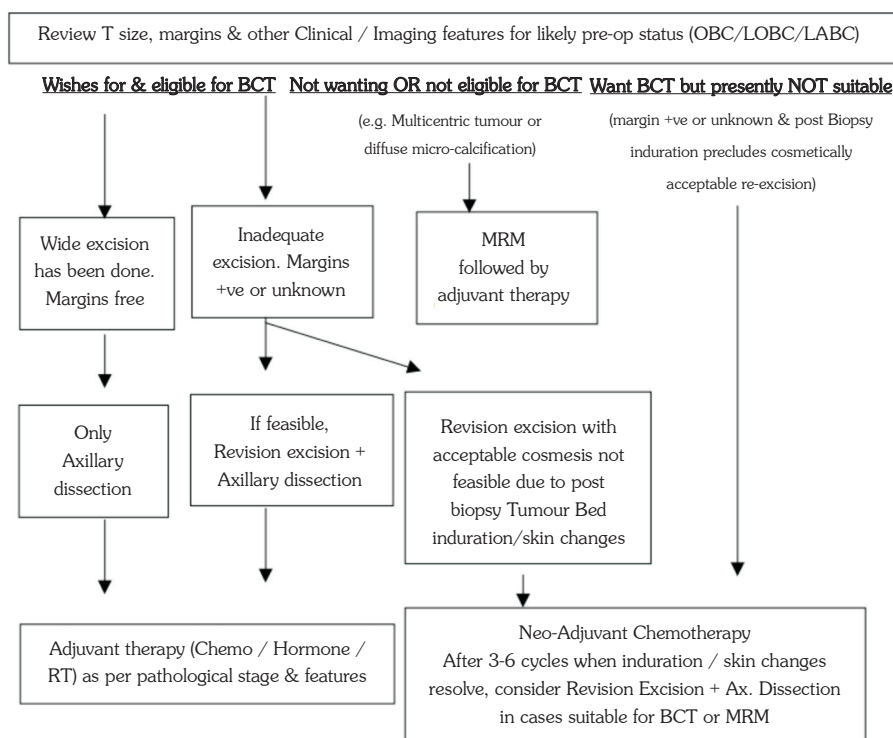 Review T size, margins & other Clinical / Imaging features for likely pre-op status (OBC/LOBC/LABC)
Wishes for & eligible for BCT
Not wanting OR not eligible for BCT
(e.g. Multicentric tumour or
diffuse micro-calcification)
Want BCT but presently NOT suitable
(margin +ve or unknown & post Biopsy
induration precludes cosmetically
acceptable re-excision)
Wide excision
has been done.
Margins free
Inadequate
excision. Margins
+ve or unknown
MRM
followed by
adjuvant therapy
Only
Axillary
dissection
If feasible,
Revision excision +
Axillary dissection
Revision excision with
acceptable cosmesis not
feasible due to post
biopsy Tumour Bed
induration/skin changes
Adjuvant therapy (Chemo / Hormone /
RT) as per pathological stage & features
Neo-Adjuvant Chemotherapy
After 3-6 cycles when induration / skin changes
resolve, consider Revision Excision + Ax. Dissection
in cases suitable for BCT or MRM